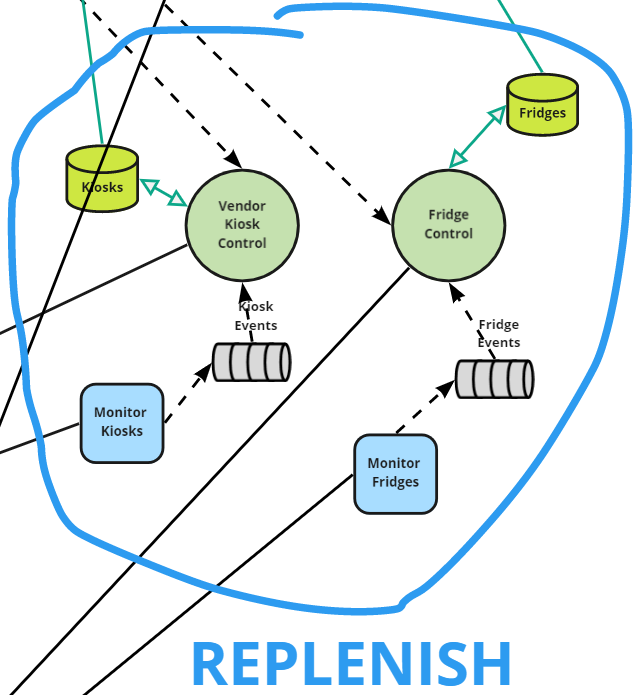 Fridges
Kiosks
Vendor
Kiosk
Control
Fridge
Control
Kiosk
Events
Fridge
Events
Monitor
Kiosks
Monitor
Fridges
REPLENISH